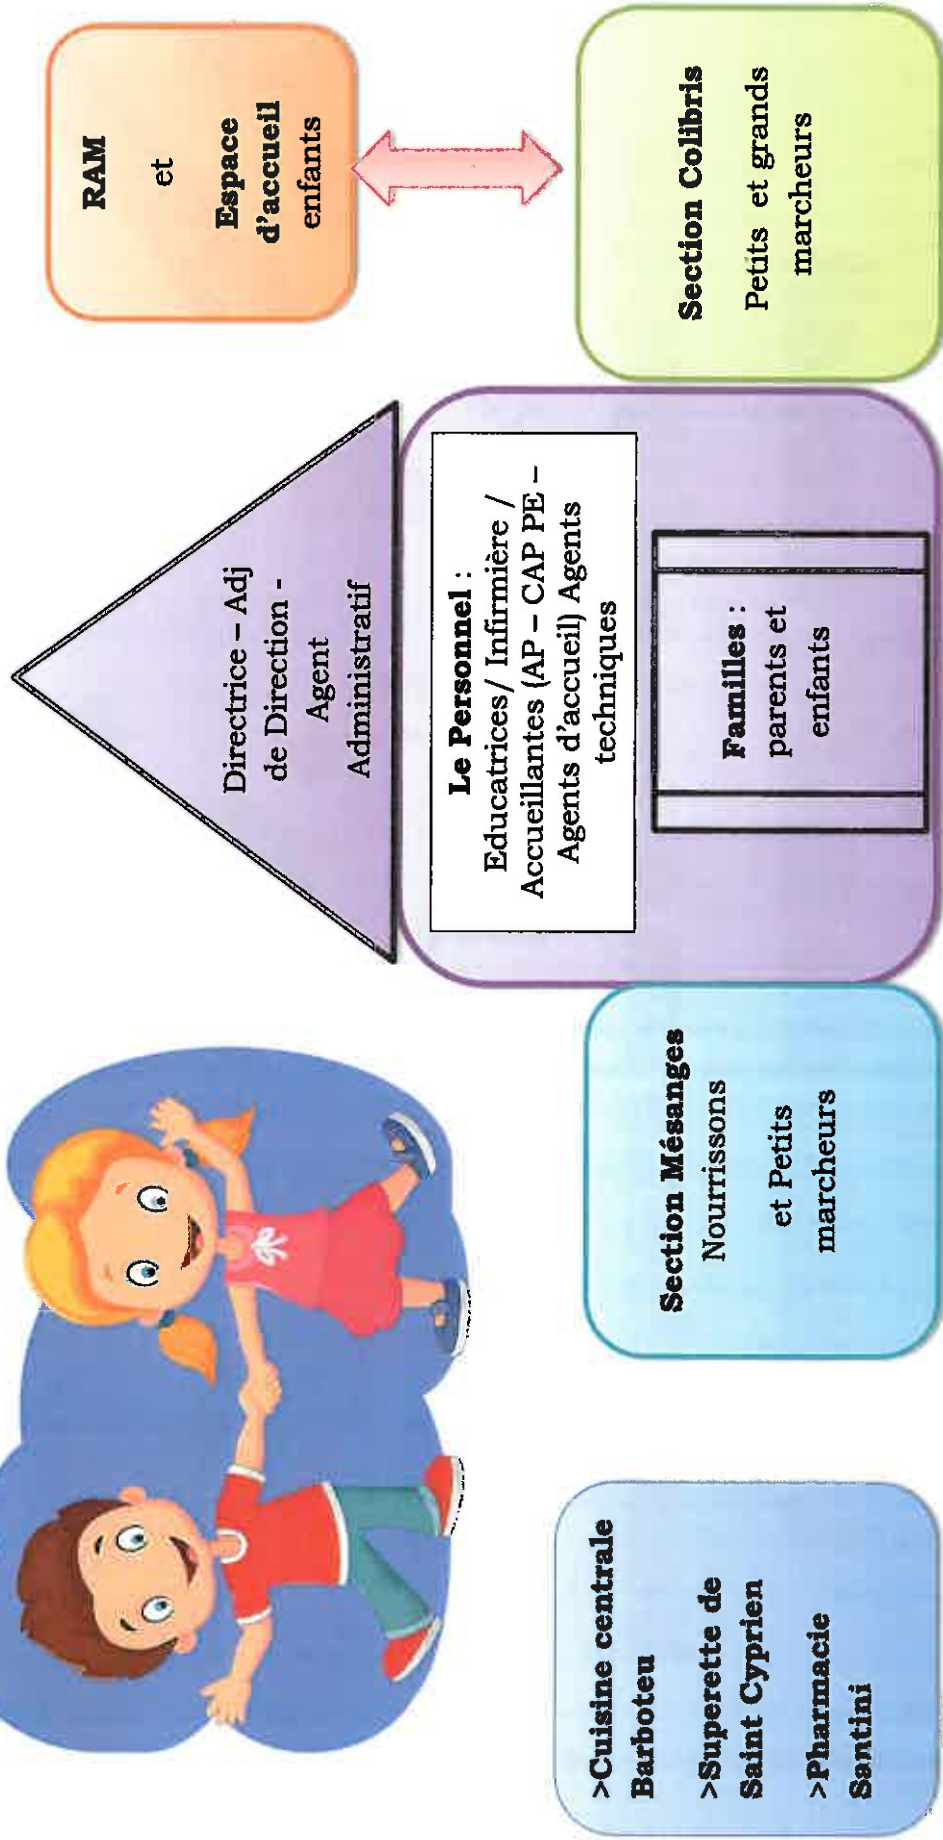 >Cuisine centrale
Barboteu
>Superette de
Saint Cyprien
>Pharmacie
Santini
Section Mésanges
Nourrissons
et Petits
marcheurs
Directrice – Adj
de Direction -
Agent
Administratif
Le Personnel :
Educatrices/ Infirmière /
Accueillantes (AP – CAP PE –
Agents d'accueil) Agents
techniques
Familles :
parents et
enfants
RAM
et
Espace
d'accueil
enfants
Section Colibris
Petits et grands
marcheurs